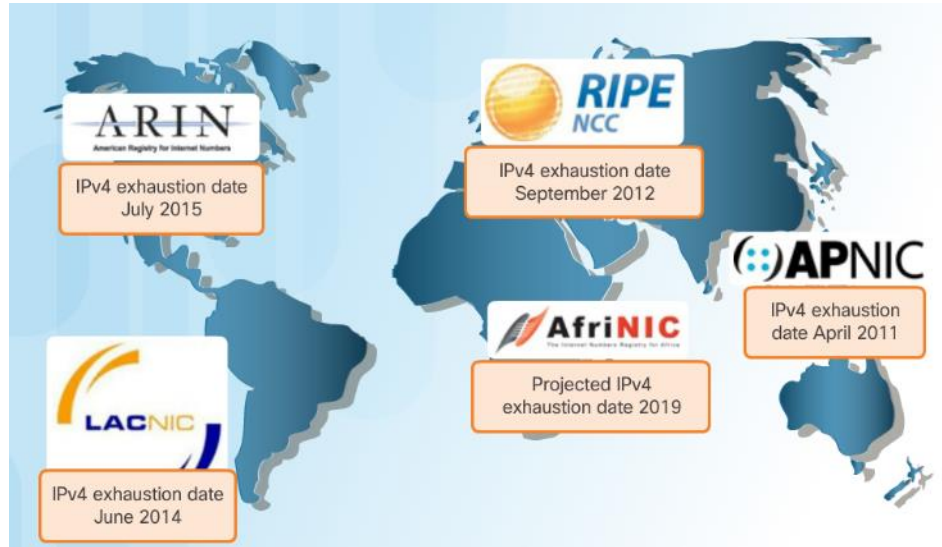 ARIN
American Registry for Internet Numbers
IPv4 exhaustion date
July 2015
RIPE
NCC
IPv4 exhaustion date
September 2012
(::) APNIC
IPv4 exhaustion
date April 2011
AfriNIC
The Internet Numbers Registry for Africa
Projected IPv4
exhaustion date 2019
LACNIC
IPv4 exhaustion date
June 2014